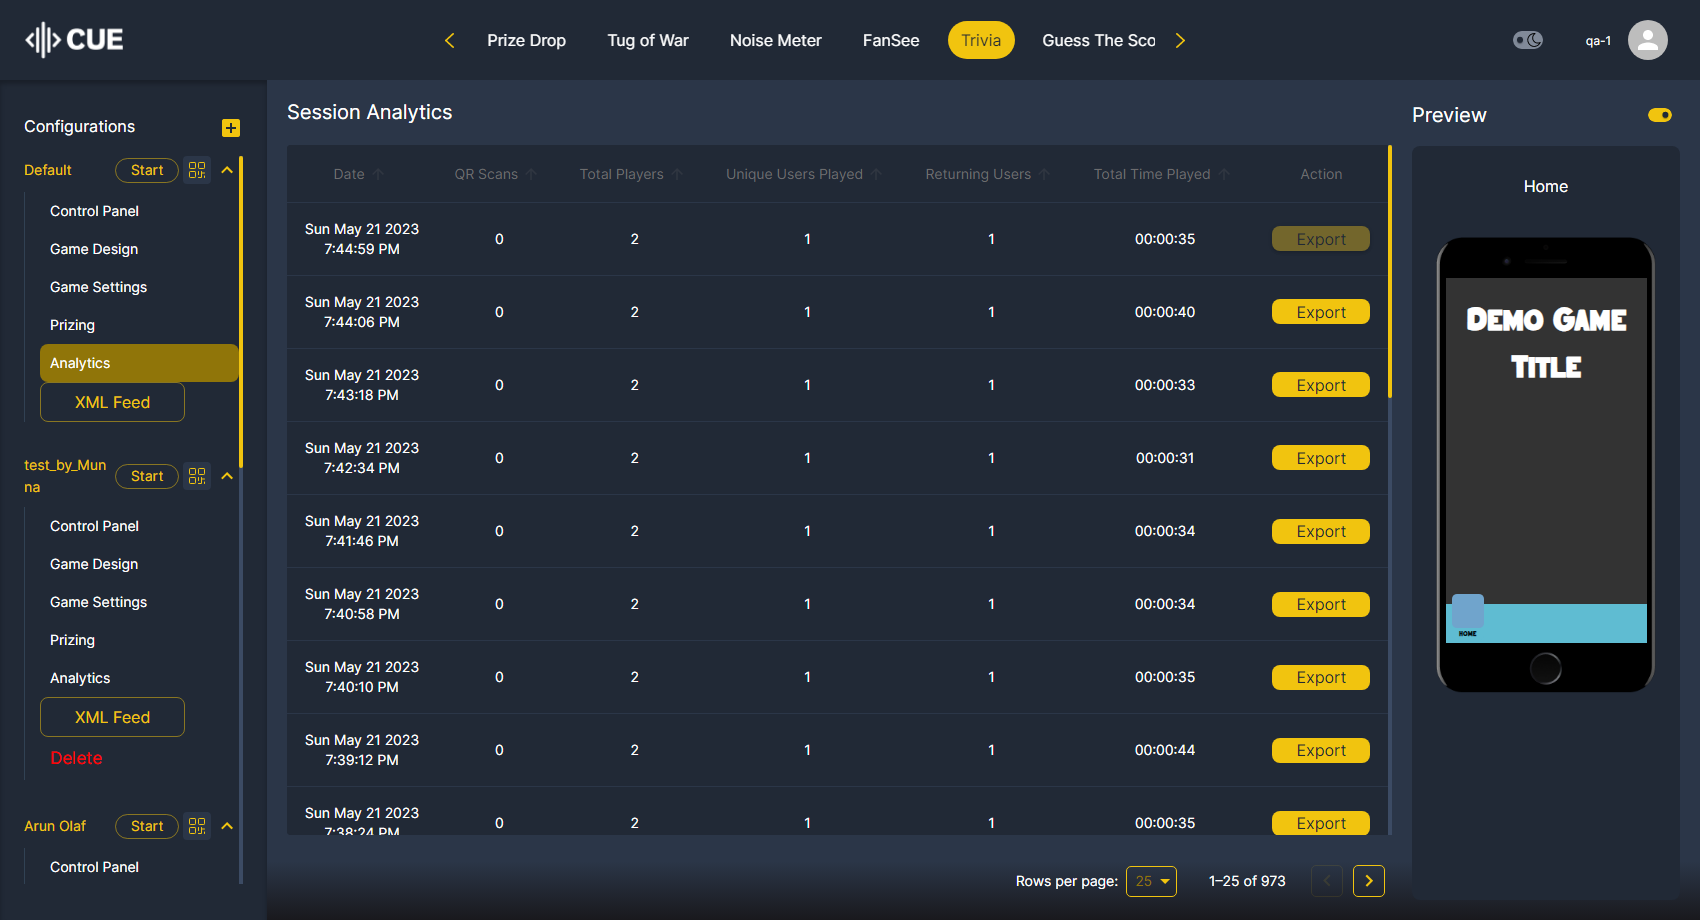 CUE
Prize Drop
Tug of War
Noise Meter
FanSee
Trivia
Guess The Sco
qa-1
Configurations
Default
Start
Control Panel
Game Design
Game Settings
Prizing
Analytics
XML Feed
test_by_Mun
na
Start
Control Panel
Game Design
Game Settings
Prizing
Analytics
XML Feed
Delete
Arun Olaf
Start
Control Panel
Session Analytics
Date QR Scans Total Players Unique Users Played Returning Users Total Time Played Action
Sun May 21 2023
7:44:59 PM
0 2 1 1 00:00:35 Export
Sun May 21 2023
7:44:06 PM
0 2 1 1 00:00:40 Export
Sun May 21 2023
7:43:18 PM
0 2 1 1 00:00:33 Export
Sun May 21 2023
7:42:34 PM
0 2 1 1 00:00:31 Export
Sun May 21 2023
7:41:46 PM
0 2 1 1 00:00:34 Export
Sun May 21 2023
7:40:58 PM
0 2 1 1 00:00:34 Export
Sun May 21 2023
7:40:10 PM
0 2 1 1 00:00:35 Export
Sun May 21 2023
7:39:12 PM
0 2 1 1 00:00:44 Export
Sun May 21 2023
7:38:24 PM
0 2 1 1 00:00:35 Export
Rows per page: 25 1–25 of 973
Preview
Home
Demo Game
Title
HOME